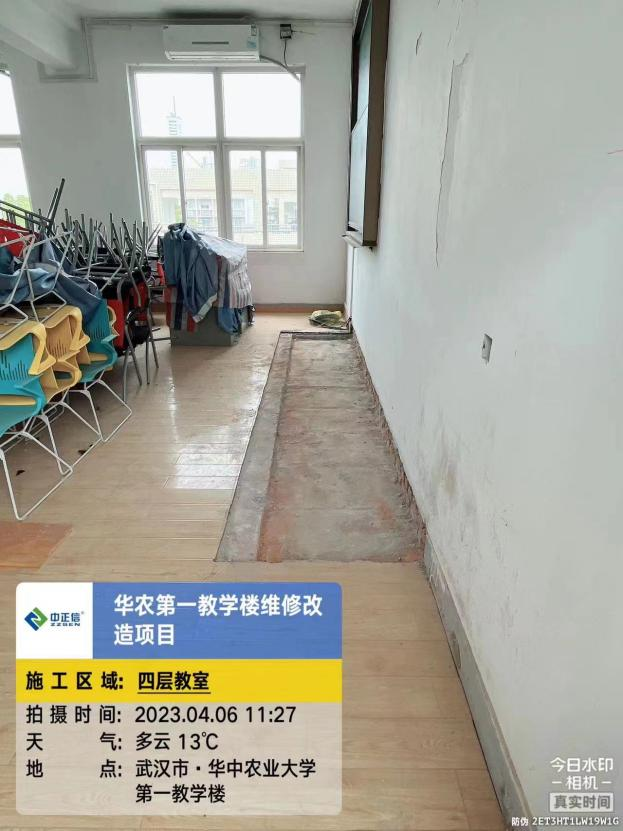 中正信®
ZZGEN
华农第一教学楼维修改
造项目
施工区域: 四层教室
拍摄时间: 2023.04.06 11:27
天气: 多云 13℃
地点: 武汉市·华中农业大学
第一教学楼
今日水印
-相机-
真实时间
防伪 2ET3HT1LW19W1G